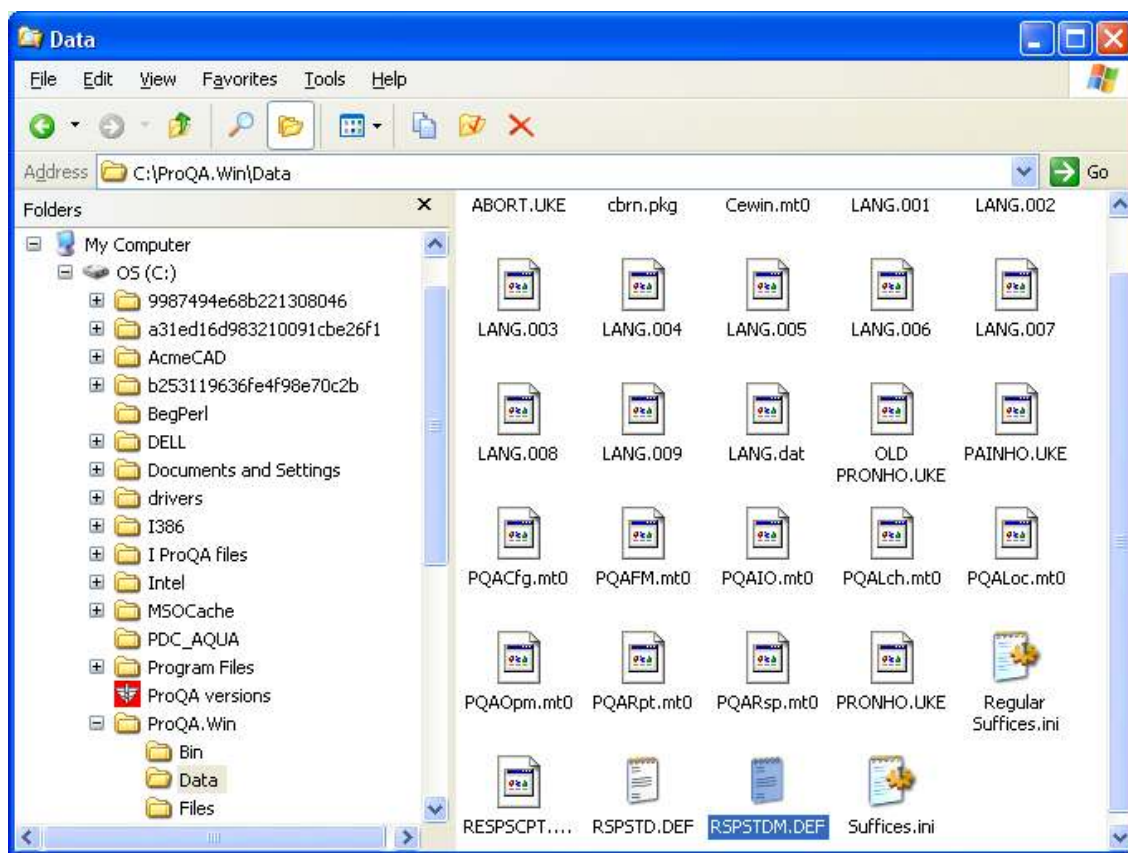 Data
File Edit View Favorites Tools Help
Address C:\ProQA.Win\Data Go
Folders
My Computer
OS (C:)
9987494e68b221308046
a31ed16d983210091cbe26f1
AcmeCAD
b253119636fe4f98e70c2b
BegPerl
DELL
Documents and Settings
drivers
I386
I ProQA files
Intel
MSOCache
PDC_AQUA
Program Files
ProQA versions
ProQA.Win
Bin
Data
Files
ABORT.UKE cbrn.pkg Cewin.mt0 LANG.001 LANG.002
LANG.003 LANG.004 LANG.005 LANG.006 LANG.007
LANG.008 LANG.009 LANG.dat OLD PAINHO.UKE
PRONHO.UKE
PQACfg.mt0 PQAFM.mt0 PQAIO.mt0 PQALch.mt0 PQALoc.mt0
PQAOpm.mt0 PQARpt.mt0 PQARsp.mt0 PRONHO.UKE Regular
Suffices.ini
RESPSCPT.... RSPSTD.DEF RSPSTDM.DEF Suffices.ini